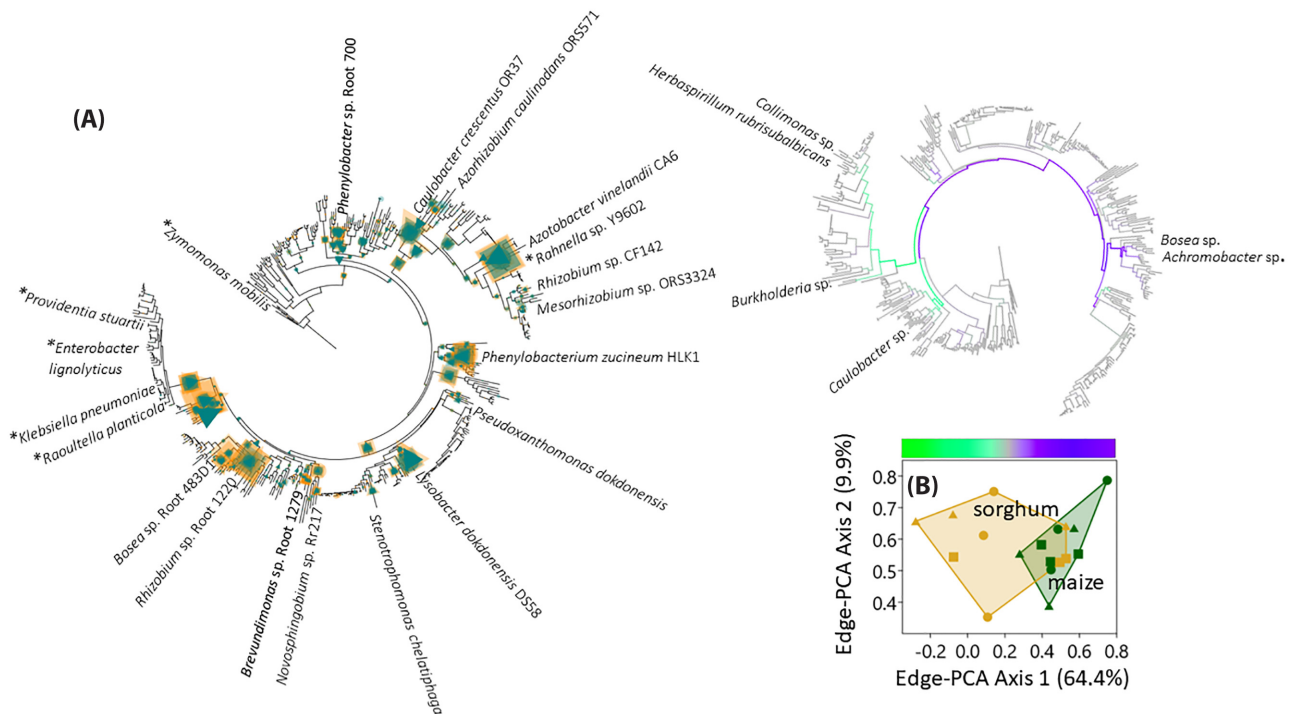 (A)
Phenylobacter sp. Root 700
Caulobacter crescentus OR37
Azorhizobium caulinodans ORS571
Azotobacter vinelandii CA6
*Rahnella sp. Y9602
Rhizobium sp. CF142
Mesorhizobium sp. ORS3324
Phenylobacterium zucineum HLK1
Pseudoxanthomonas dokdonensis
Lysobacter dokdonensis DS58
Stenotrophomonas chelatiphaga
Novosphingobium sp. Rr217
Brevundimonas sp. Root 1279
Rhizobium sp. Root 1220
Bosea sp. Root 483D
*Raoultella planticola
*Klebsiella pneumoniae
*Enterobacter
lignolyticus
*Providentia stuartii
*Zymomonas mobilis
Herbaspirillum rubrisubalbicans
Collimonas sp.
Burkholderia sp.
Caulobacter sp.
Bosea sp.
Achromobacter sp.
(B)
sorghum
maize
0.8
0.7
0.6
0.5
0.4
Edge-PCA Axis 2 (9.9%)
-0.2 0.0 0.2 0.4 0.6 0.8
Edge-PCA Axis 1 (64.4%)